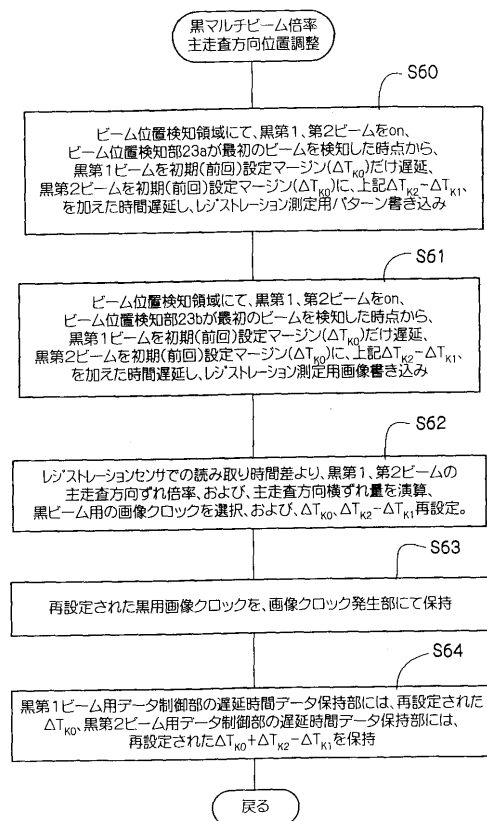 黒マルチビーム倍率
主走査方向位置調整
S60
ビーム位置検知領域にて、黒第1、第2ビームをon、
ビーム位置検知部23aが最初のビームを検知した時点から、
黒第1ビームを初期(前回)設定マージン(ΔTK0)だけ遅延、
黒第2ビームを初期(前回)設定マージン(ΔTK0)に、上記ΔTK2−ΔTK1、
を加えた時間遅延し、レジストレーション測定用パターン書き込み
S61
ビーム位置検知領域にて、黒第1、第2ビームをon、
ビーム位置検知部23bが最初のビームを検知した時点から、
黒第1ビームを初期(前回)設定マージン(ΔTK0)だけ遅延、
黒第2ビームを初期(前回)設定マージン(ΔTK0)に、上記ΔTK2−ΔTK1、
を加えた時間遅延し、レジストレーション測定用画像書き込み
S62
レジストレーションセンサでの読み取り時間差より、黒第1、第2ビームの
主走査方向ずれ倍率、および、主走査方向横ずれ量を演算、
黒ビーム用の画像クロックを選択、および、ΔTK0、ΔTK2−ΔTK1再設定。
S63
再設定された黒用画像クロックを、画像クロック発生部にて保持
S64
黒第1ビーム用データ制御部の遅延時間データ保持部には、再設定された
ΔTK0、黒第2ビーム用データ制御部の遅延時間データ保持部には、
再設定されたΔTK0+ΔTK2−ΔTK1を保持
戻る